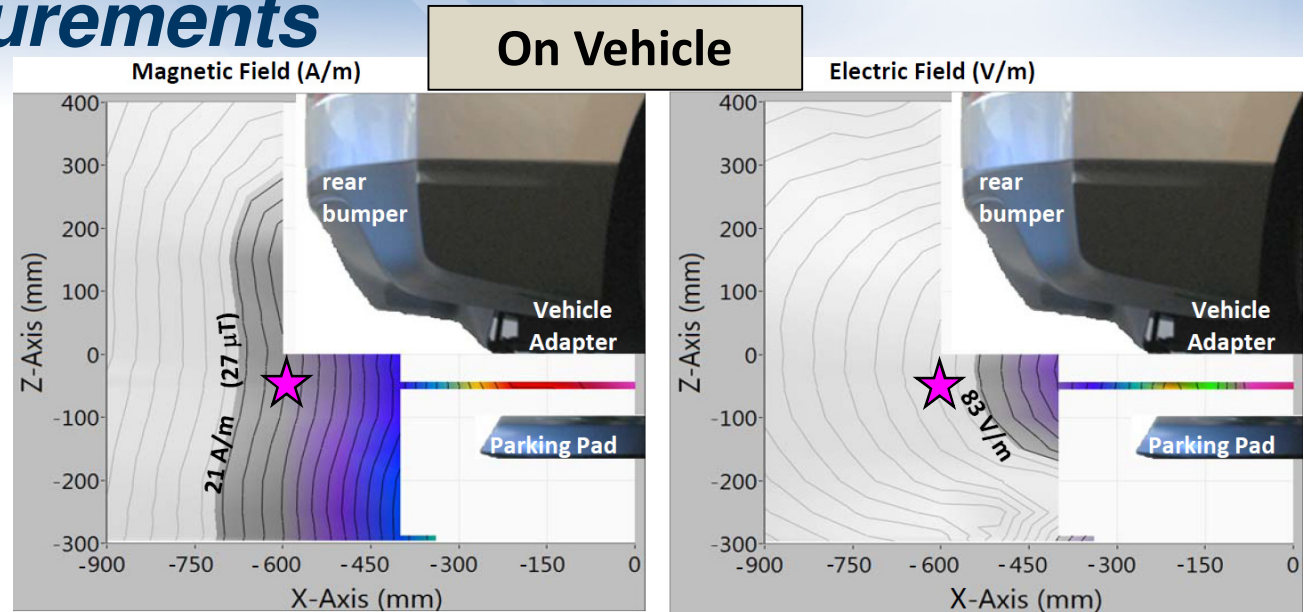 urements
On Vehicle
Magnetic Field (A/m)
Electric Field (V/m)
400
300
200
100
0
-100
-200
-300
Z-Axis (mm)
rear
bumper
Vehicle
Adapter
(27 µT)
21 A/m
Parking Pad
-900
-750
-600
-450
-300
-150
0
X-Axis (mm)
400
300
200
100
0
-100
-200
-300
Z-Axis (mm)
rear
bumper
Vehicle
Adapter
83 V/m
Parking Pad
-900
-750
-600
-450
-300
-150
0
X-Axis (mm)